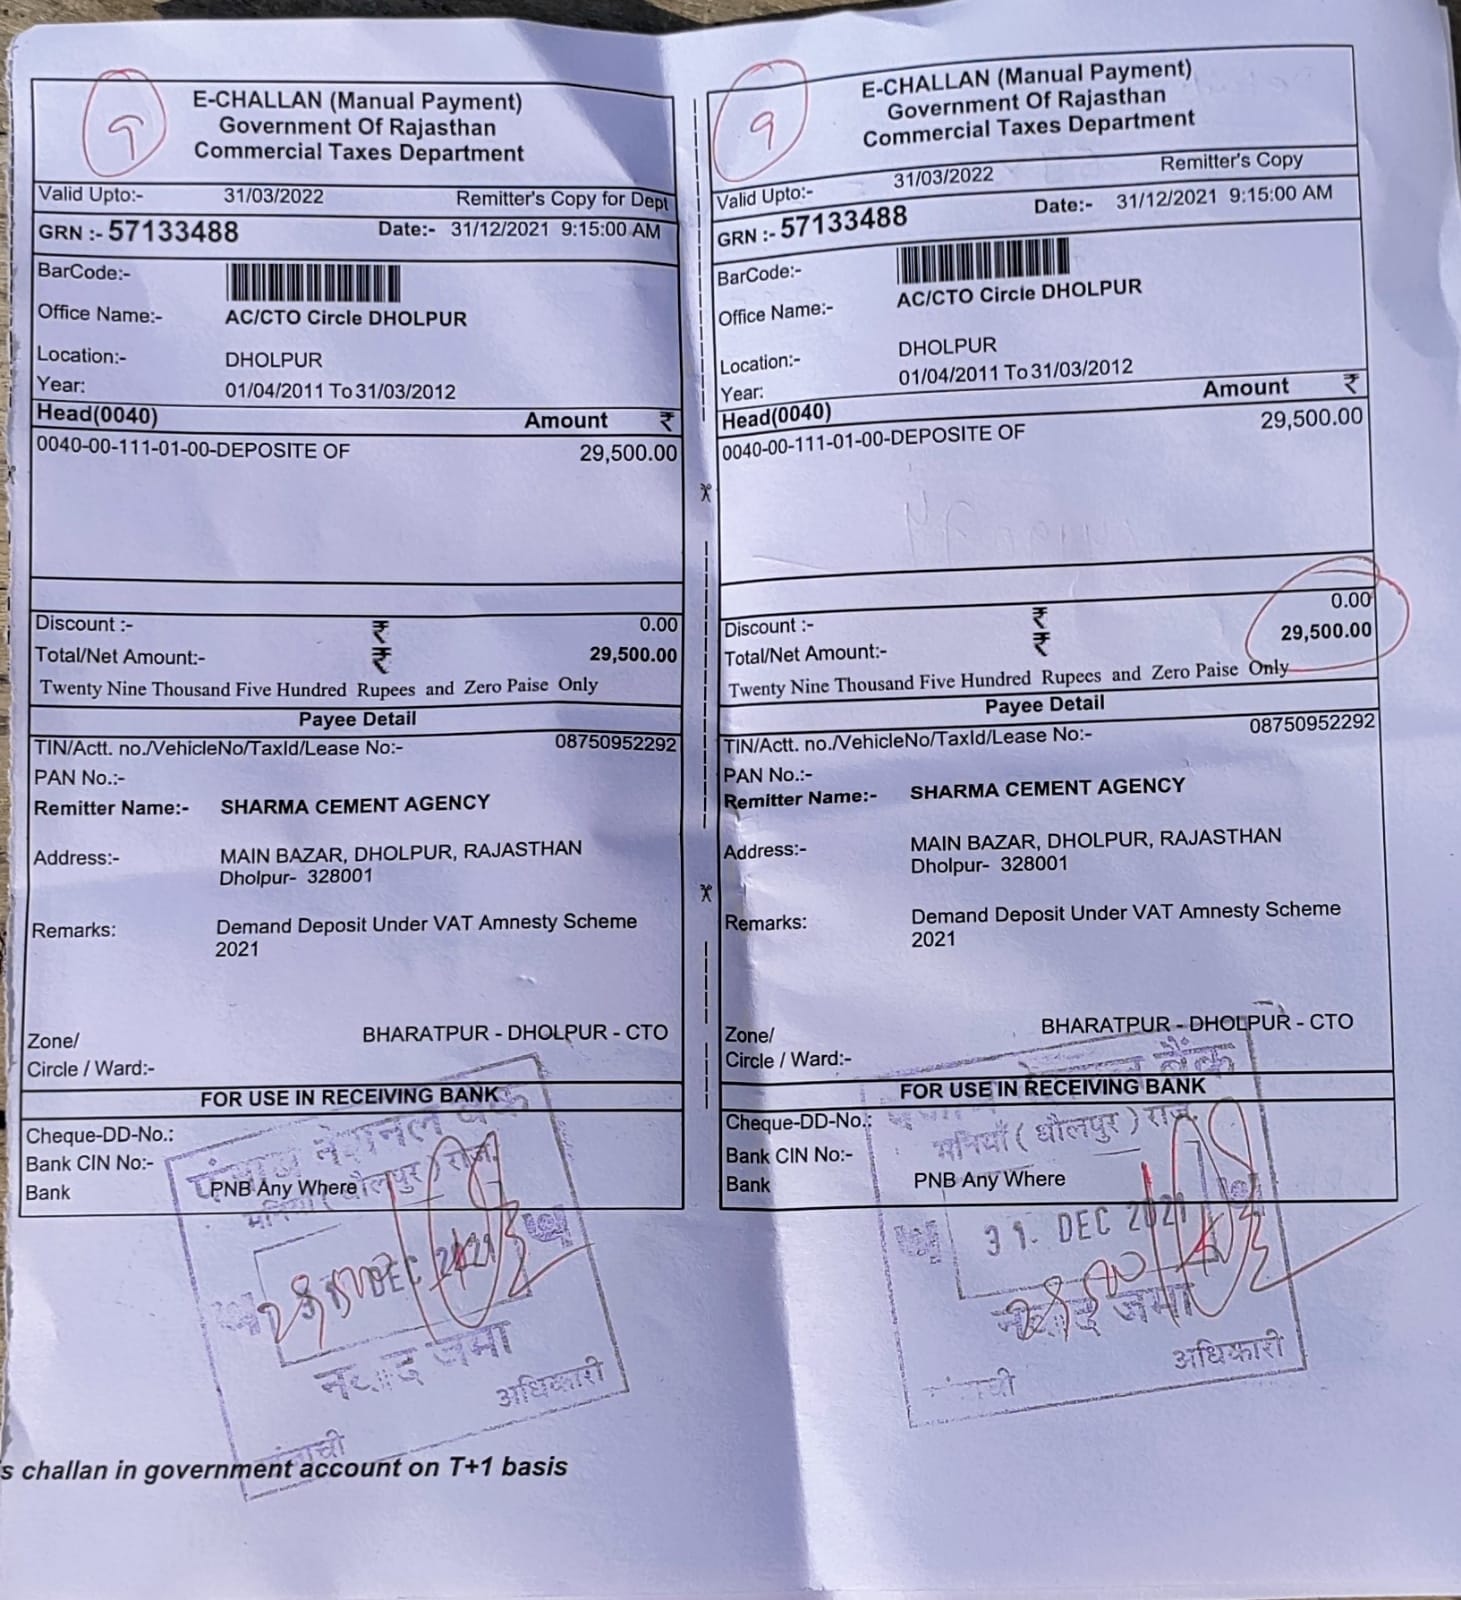 9
E-CHALLAN (Manual Payment)
Government Of Rajasthan
Commercial Taxes Department
Valid Upto:- 31/03/2022 Remitter's Copy for Dept
GRN :- 57133488 Date:- 31/12/2021 9:15:00 AM
BarCode:-
Office Name:- AC/CTO Circle DHOLPUR
Location:- DHOLPUR
Year: 01/04/2011 To 31/03/2012
Head(0040) Amount ₹
0040-00-111-01-00-DEPOSITE OF 29,500.00
Discount :- ₹ 0.00
Total/Net Amount:- ₹ 29,500.00
Twenty Nine Thousand Five Hundred Rupees and Zero Paise Only
Payee Detail
TIN/Actt. no./VehicleNo/TaxId/Lease No:- 08750952292
PAN No.:-
Remitter Name:- SHARMA CEMENT AGENCY
Address:- MAIN BAZAR, DHOLPUR, RAJASTHAN
Dholpur- 328001
Remarks: Demand Deposit Under VAT Amnesty Scheme
2021
Zone/ BHARATPUR - DHOLPUR - CTO
Circle / Ward:-
FOR USE IN RECEIVING BANK
Cheque-DD-No.:
Bank CIN No:-
Bank PNB Any Where
पंजाब नेशनल बैंक
मनियाँ ( धौलपुर ) राज.
DEC 2021
जमा
अधिकारी
s challan in government account on T+1 basis
9
E-CHALLAN (Manual Payment)
Government Of Rajasthan
Commercial Taxes Department
Remitter's Copy
Valid Upto:- 31/03/2022
GRN :- 57133488 Date:- 31/12/2021 9:15:00 AM
BarCode:-
Office Name:- AC/CTO Circle DHOLPUR
Location:- DHOLPUR
Year: 01/04/2011 To 31/03/2012
Head(0040) Amount ₹
0040-00-111-01-00-DEPOSITE OF 29,500.00
Discount :- ₹ 0.00
Total/Net Amount:- ₹ 29,500.00
Twenty Nine Thousand Five Hundred Rupees and Zero Paise Only
Payee Detail
TIN/Actt. no./VehicleNo/TaxId/Lease No:- 08750952292
PAN No.:-
Remitter Name:- SHARMA CEMENT AGENCY
Address:- MAIN BAZAR, DHOLPUR, RAJASTHAN
Dholpur- 328001
Remarks: Demand Deposit Under VAT Amnesty Scheme
2021
Zone/ BHARATPUR - DHOLPUR - CTO
Circle / Ward:-
FOR USE IN RECEIVING BANK
Cheque-DD-No.:
Bank CIN No:-
Bank PNB Any Where
बैंक
मनियाँ ( धौलपुर ) राज.
31. DEC 2021
जमा
अधिकारी